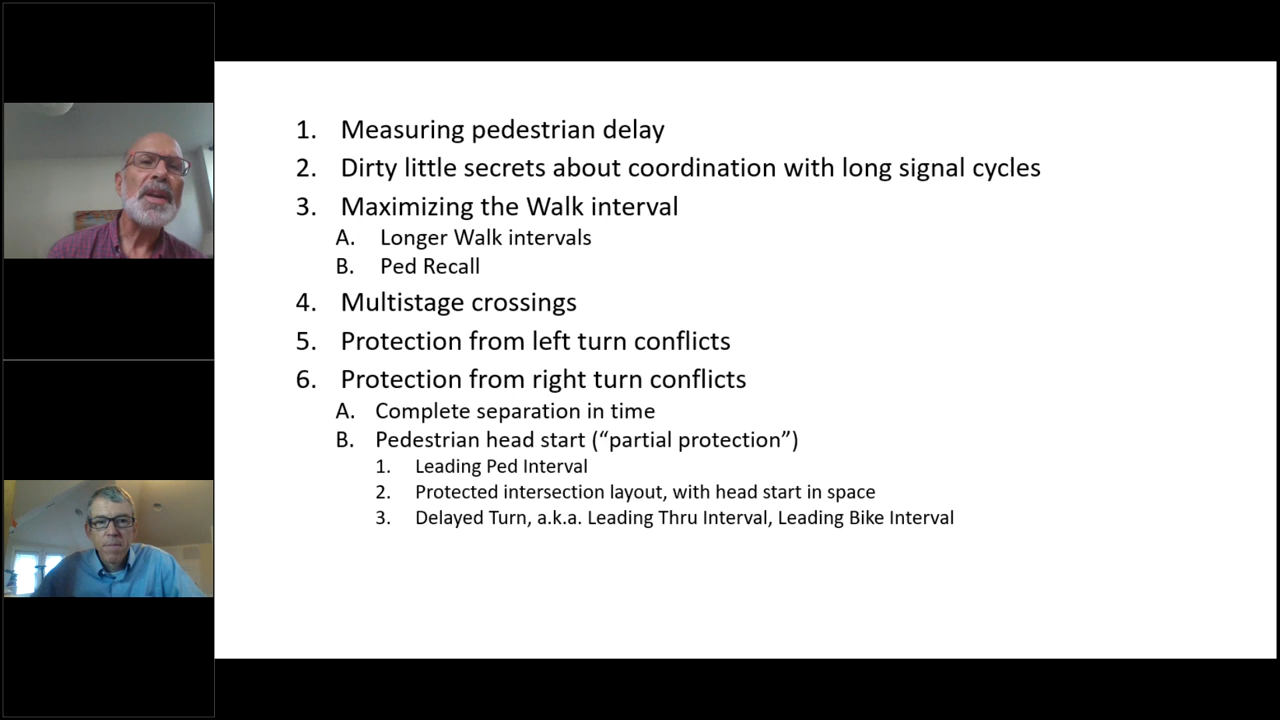 1. Measuring pedestrian delay
2. Dirty little secrets about coordination with long signal cycles
3. Maximizing the Walk interval
A. Longer Walk intervals
B. Ped Recall
4. Multistage crossings
5. Protection from left turn conflicts
6. Protection from right turn conflicts
A. Complete separation in time
B. Pedestrian head start (“partial protection”)
1. Leading Ped Interval
2. Protected intersection layout, with head start in space
3. Delayed Turn, a.k.a. Leading Thru Interval, Leading Bike Interval